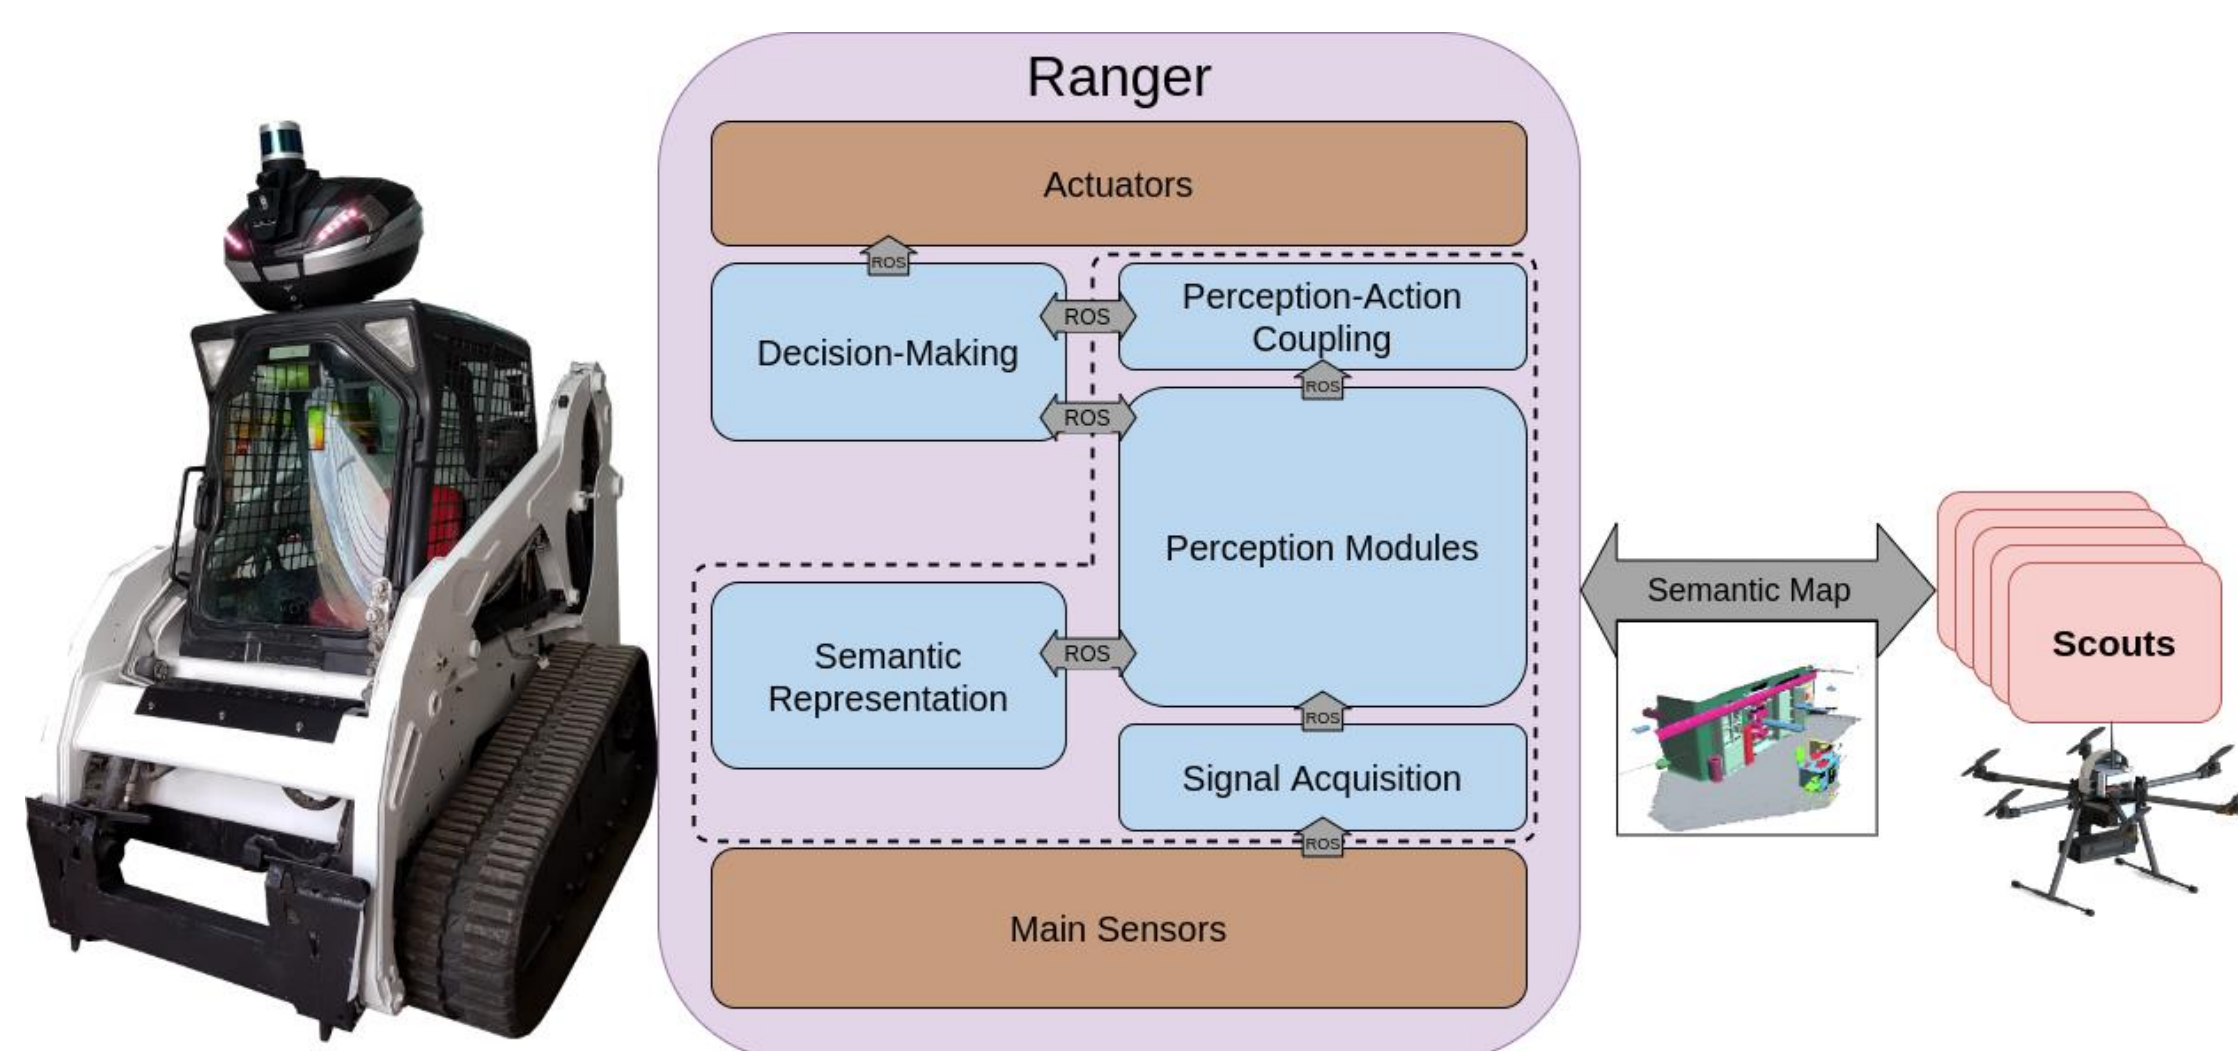 Ranger
Actuators
ROS
Decision-Making
ROS
Perception-Action
Coupling
ROS
ROS
Perception Modules
Semantic
Representation
ROS
ROS
Signal Acquisition
ROS
Main Sensors
Semantic Map
Scouts